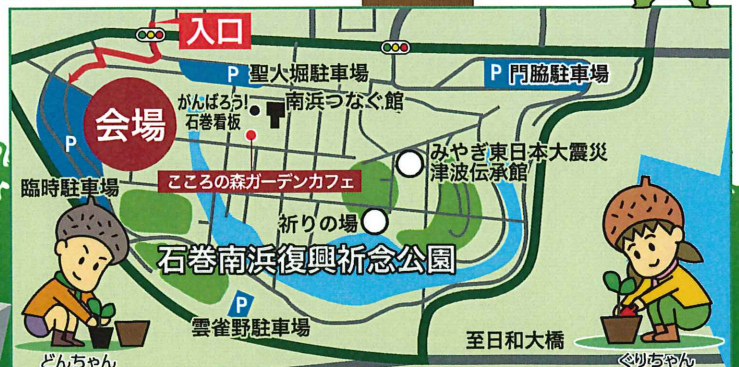 入口
P 聖人堀駐車場
P 門脇駐車場
がんばろう!
石巻看板
南浜つなぐ館
会場
P
臨時駐車場
こころの森ガーデンカフェ
みやぎ東日本大震災
津波伝承館
祈りの場
石巻南浜復興祈念公園
P
雲雀野駐車場
至日和大橋
どんちゃん
ぐりちゃん